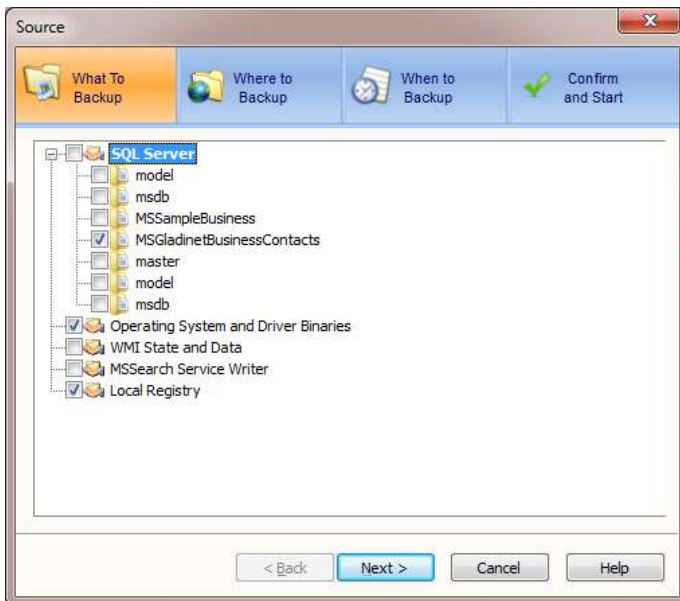 Source
What To
Backup
Where to
Backup
When to
Backup
Confirm
and Start
SQL Server
model
msdb
MSSampleBusiness
MSGladinetBusinessContacts
master
model
msdb
Operating System and Driver Binaries
WMI State and Data
MSSearch Service Writer
Local Registry
< Back
Next >
Cancel
Help